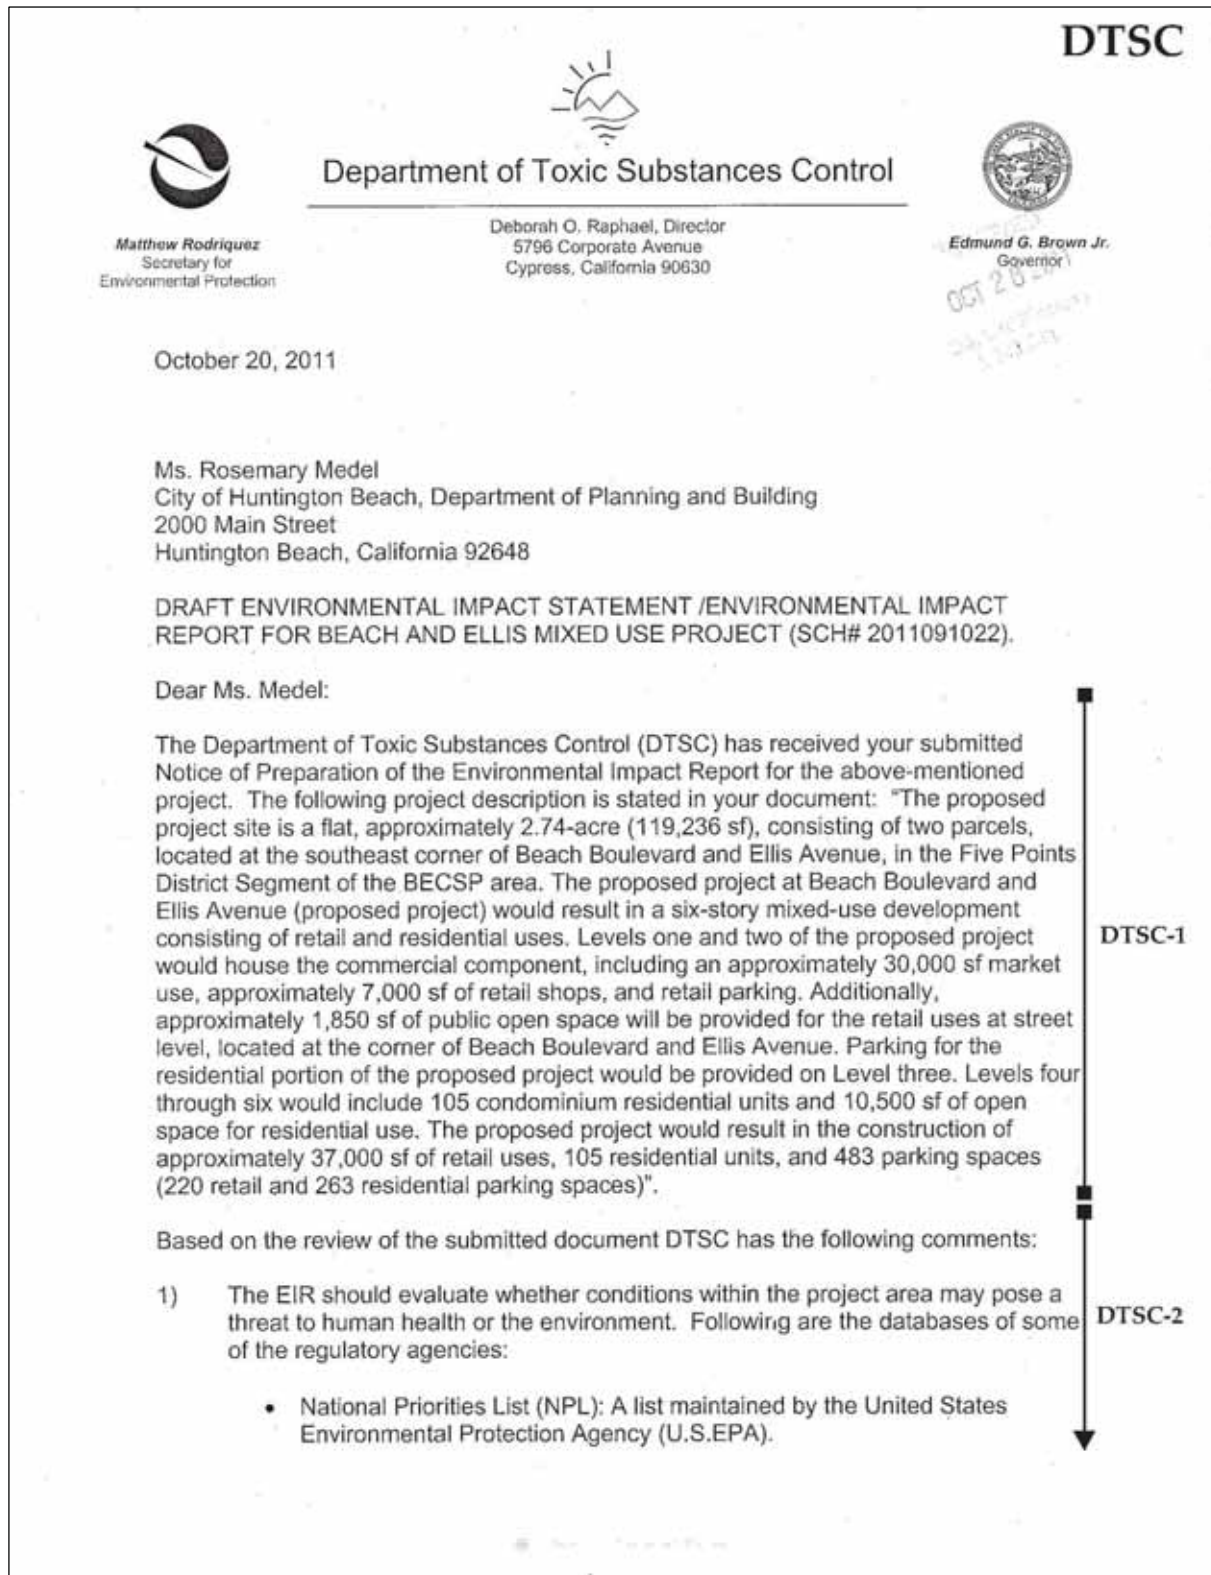 DTSC
Department of Toxic Substances Control
Matthew Rodriquez
Secretary for
Environmental Protection
Deborah O. Raphael, Director
5796 Corporate Avenue
Cypress, California 90630
Edmund G. Brown Jr.
Governor
OCT 2
October 20, 2011
Ms. Rosemary Medel
City of Huntington Beach, Department of Planning and Building
2000 Main Street
Huntington Beach, California 92648
DRAFT ENVIRONMENTAL IMPACT STATEMENT /ENVIRONMENTAL IMPACT
REPORT FOR BEACH AND ELLIS MIXED USE PROJECT (SCH# 2011091022).
Dear Ms. Medel:
The Department of Toxic Substances Control (DTSC) has received your submitted
Notice of Preparation of the Environmental Impact Report for the above-mentioned
project. The following project description is stated in your document: "The proposed
project site is a flat, approximately 2.74-acre (119,236 sf), consisting of two parcels,
located at the southeast corner of Beach Boulevard and Ellis Avenue, in the Five Points
District Segment of the BECSP area. The proposed project at Beach Boulevard and
Ellis Avenue (proposed project) would result in a six-story mixed-use development
consisting of retail and residential uses. Levels one and two of the proposed project
would house the commercial component, including an approximately 30,000 sf market
use, approximately 7,000 sf of retail shops, and retail parking. Additionally,
approximately 1,850 sf of public open space will be provided for the retail uses at street
level, located at the corner of Beach Boulevard and Ellis Avenue. Parking for the
residential portion of the proposed project would be provided on Level three. Levels four
through six would include 105 condominium residential units and 10,500 sf of open
space for residential use. The proposed project would result in the construction of
approximately 37,000 sf of retail uses, 105 residential units, and 483 parking spaces
(220 retail and 263 residential parking spaces)".
DTSC-1
Based on the review of the submitted document DTSC has the following comments:
1) The EIR should evaluate whether conditions within the project area may pose a
threat to human health or the environment. Following are the databases of some
of the regulatory agencies:
DTSC-2
• National Priorities List (NPL): A list maintained by the United States
Environmental Protection Agency (U.S.EPA).